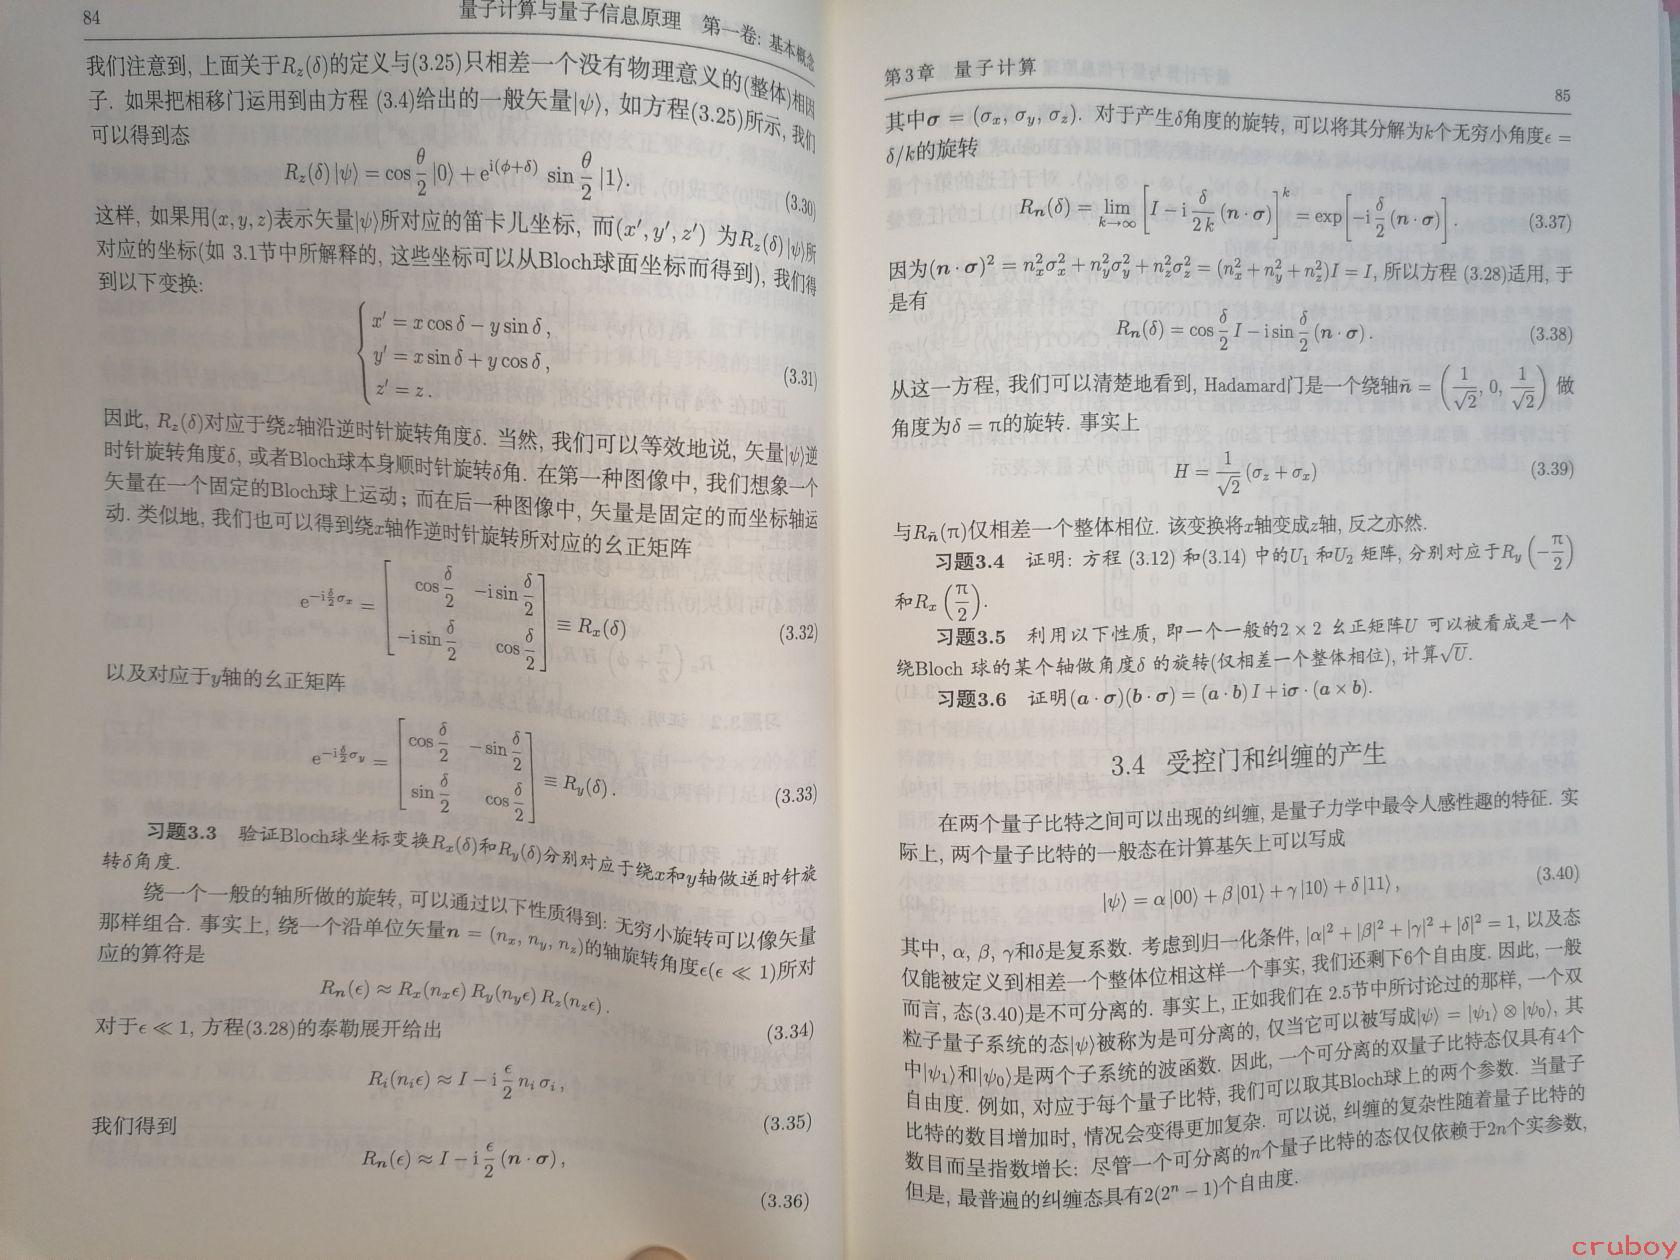 84
量子计算与量子信息原理 第一卷: 基本概念
我们注意到, 上面关于R_z(δ)的定义与(3.25)只相差一个没有物理意义的(整体)相因
子. 如果把相移门运用到由方程 (3.4)给出的一般矢量|ψ⟩, 如方程(3.25)所示, 我们
可以得到态
R_z(δ)|ψ⟩ = cos θ/2 |0⟩ + e^{i(φ+δ)} sin θ/2 |1⟩. (3.30)
这样, 如果用(x, y, z)表示矢量|ψ⟩所对应的笛卡儿坐标, 而(x′, y′, z′) 为R_z(δ)|ψ⟩所
对应的坐标(如 3.1节中所解释的, 这些坐标可以从Bloch球面坐标而得到), 我们得
到以下变换:
x′ = x cos δ − y sin δ,
y′ = x sin δ + y cos δ, (3.31)
z′ = z.
因此, R_z(δ)对应于绕z轴沿逆时针旋转角度δ. 当然, 我们可以等效地说, 矢量|ψ⟩逆
时针旋转角度δ, 或者Bloch球本身顺时针旋转δ角. 在第一种图像中, 我们想象一个
矢量在一个固定的Bloch球上运动; 而在后一种图像中, 矢量是固定的而坐标轴运
动. 类似地, 我们也可以得到绕x轴作逆时针旋转所对应的幺正矩阵
e^{−i δ/2 σ_x} = [cos δ/2 −i sin δ/2; −i sin δ/2 cos δ/2] ≡ R_x(δ) (3.32)
以及对应于y轴的幺正矩阵
e^{−i δ/2 σ_y} = [cos δ/2 −sin δ/2; sin δ/2 cos δ/2] ≡ R_y(δ). (3.33)
习题3.3 验证Bloch球坐标变换R_x(δ)和R_y(δ)分别对应于绕x和y轴做逆时针旋
转δ角度.
绕一个一般的轴所做的旋转, 可以通过以下性质得到: 无穷小旋转可以像矢量
那样组合. 事实上, 绕一个沿单位矢量n = (n_x, n_y, n_z)的轴旋转角度ϵ(ϵ ≪ 1)所对
应的算符是
R_n(ϵ) ≈ R_x(n_xϵ) R_y(n_yϵ) R_z(n_zϵ). (3.34)
对于ϵ ≪ 1, 方程(3.28)的泰勒展开给出
R_i(n_iϵ) ≈ I − i ϵ/2 n_i σ_i, (3.35)
我们得到
R_n(ϵ) ≈ I − i ϵ/2 (n · σ), (3.36)
第3章 量子计算
85
其中σ = (σ_x, σ_y, σ_z). 对于产生δ角度的旋转, 可以将其分解为k个无穷小角度ϵ =
δ/k的旋转
R_n(δ) = lim_{k→∞} [I − i δ/2k (n · σ)]^k = exp[−i δ/2 (n · σ)]. (3.37)
因为(n · σ)² = n_x²σ_x² + n_y²σ_y² + n_z²σ_z² = (n_x² + n_y² + n_z²)I = I, 所以方程 (3.28)适用, 于
是有
R_n(δ) = cos δ/2 I − i sin δ/2 (n · σ). (3.38)
从这一方程, 我们可以清楚地看到, Hadamard门是一个绕轴ñ = (1/√2, 0, 1/√2) 做
角度为δ = π的旋转. 事实上
H = 1/√2 (σ_z + σ_x) (3.39)
与R_ñ(π)仅相差一个整体相位. 该变换将x轴变成z轴, 反之亦然.
习题3.4 证明: 方程 (3.12) 和(3.14) 中的U₁ 和U₂ 矩阵, 分别对应于R_y (−π/2)
和R_x (π/2).
习题3.5 利用以下性质, 即一个一般的2 × 2 幺正矩阵U 可以被看成是一个
绕Bloch 球的某个轴做角度δ 的旋转(仅相差一个整体相位), 计算√U.
习题3.6 证明(a · σ)(b · σ) = (a · b) I + iσ · (a × b).
3.4 受控门和纠缠的产生
在两个量子比特之间可以出现的纠缠, 是量子力学中最令人感性趣的特征. 实
际上, 两个量子比特的一般态在计算基矢上可以写成
|ψ⟩ = α|00⟩ + β|01⟩ + γ|10⟩ + δ|11⟩, (3.40)
其中, α, β, γ和δ是复系数. 考虑到归一化条件, |α|² + |β|² + |γ|² + |δ|² = 1, 以及态
仅能被定义到相差一个整体位相这样一个事实, 我们还剩下6个自由度. 因此, 一般
而言, 态(3.40)是不可分离的. 事实上, 正如我们在 2.5节中所讨论过的那样, 一个双
粒子量子系统的态|ψ⟩被称为是可分离的, 仅当它可以被写成|ψ⟩ = |ψ₁⟩ ⊗ |ψ₀⟩, 其
中|ψ₁⟩和|ψ₀⟩是两个子系统的波函数. 因此, 一个可分离的双量子比特态仅具有4个
自由度. 例如, 对应于每个量子比特, 我们可以取其Bloch球上的两个参数. 当量子
比特的数目增加时, 情况会变得更加复杂. 可以说, 纠缠的复杂性随着量子比特的
数目而呈指数增长: 尽管一个可分离的n个量子比特的态仅仅依赖于2n个实参数,
但是, 最普遍的纠缠态具有2(2ⁿ − 1)个自由度.
cruboy